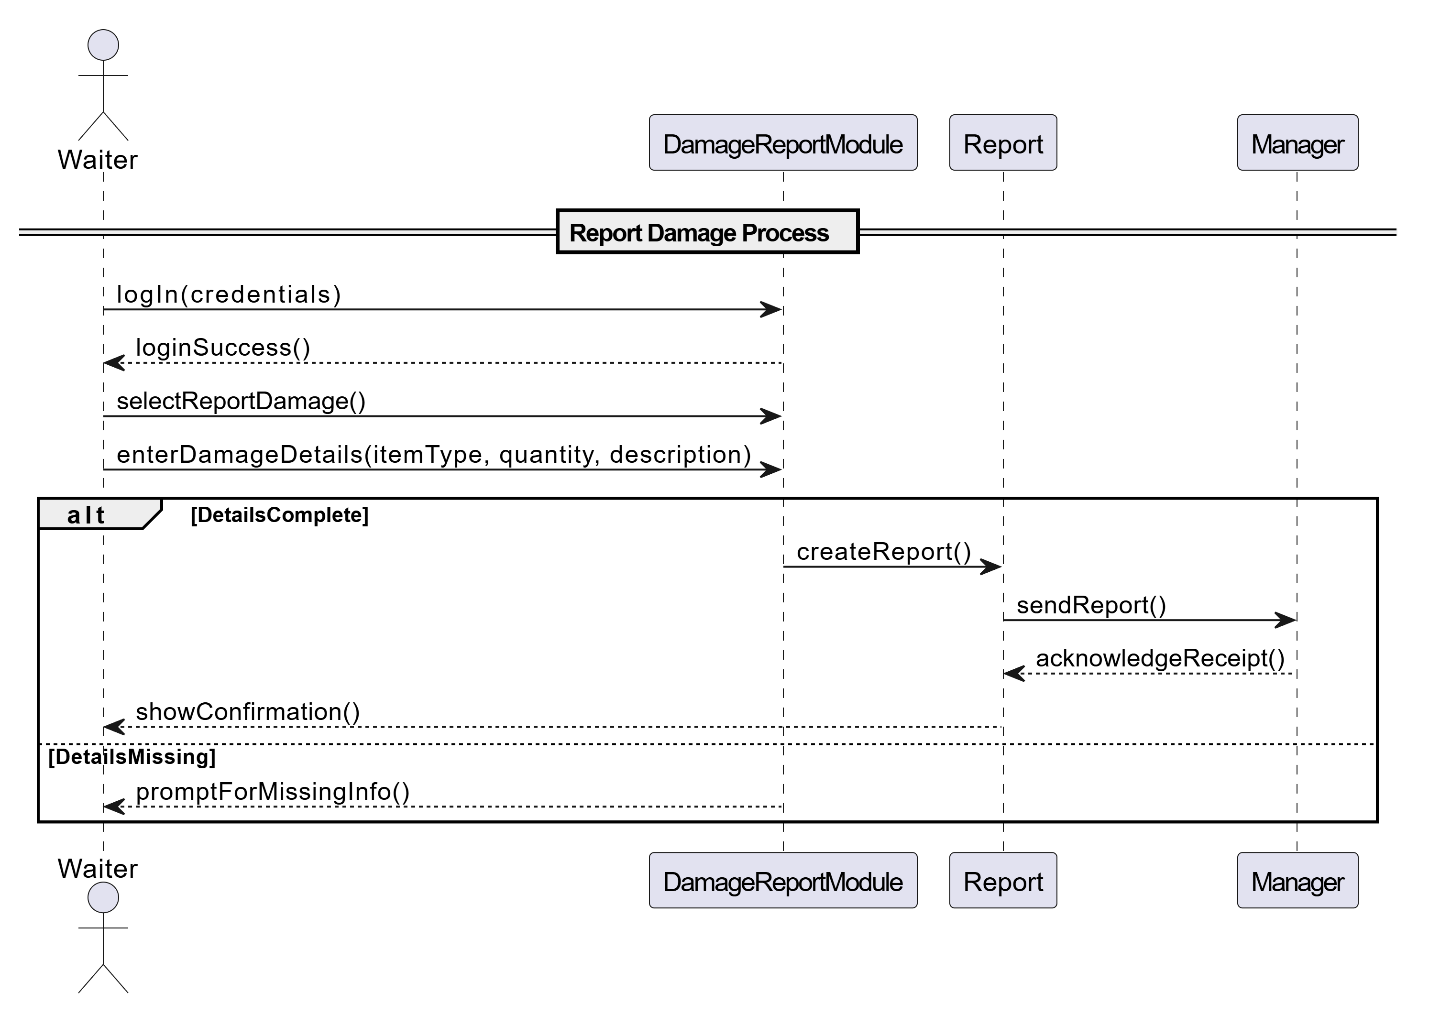 Waiter
DamageReportModule
Report
Manager
Report Damage Process
logIn(credentials)
loginSuccess()
selectReportDamage()
enterDamageDetails(itemType, quantity, description)
alt [DetailsComplete]
createReport()
sendReport()
acknowledgeReceipt()
showConfirmation()
[DetailsMissing]
promptForMissingInfo()
Waiter
DamageReportModule
Report
Manager